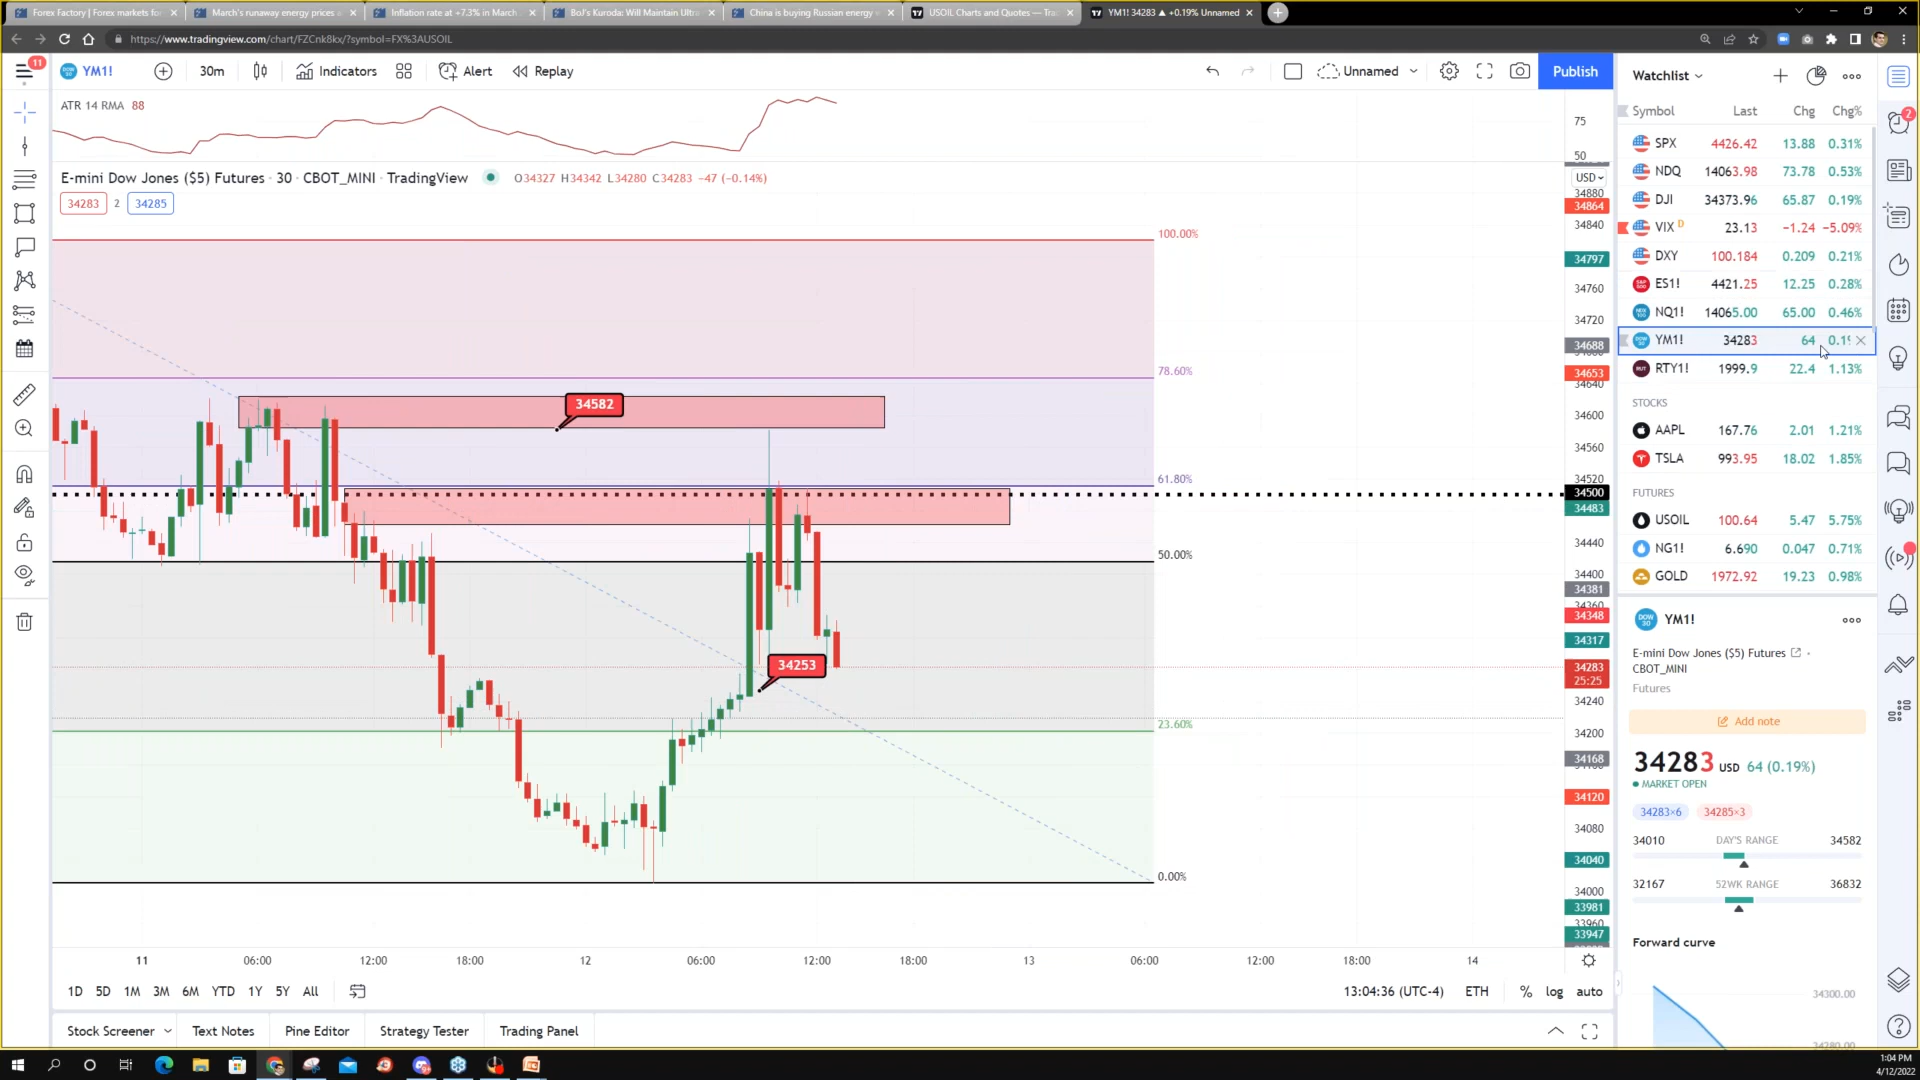 Forex Factory | Forex markets for
March's runaway energy prices a
Inflation rate at +7.3% in March
BoJ's Kuroda: Will Maintain Ultra
China is buying Russian energy w
USOIL Charts and Quotes — Tra
YM1! 34283 ▲ +0.19% Unnamed
https://www.tradingview.com/chart/FZCnk8kx/?symbol=FX%3AUSOIL
11
YM1!
30m
Indicators
Alert
Replay
Unnamed
Publish
ATR 14 RMA 88
75
50
E-mini Dow Jones ($5) Futures · 30 · CBOT_MINI · TradingView
O34327 H34342 L34280 C34283 −47 (−0.14%)
34283 2 34285
100.00%
78.60%
34582
61.80%
50.00%
34253
23.60%
0.00%
USD
34880
34864
34840
34797
34760
34720
34688
34653
34640
34600
34560
34520
34500
34483
34440
34400
34381
34360
34348
34317
34283
25:25
34240
34200
34168
34120
34080
34040
34000
33981
33960
33947
11 06:00 12:00 18:00 12 06:00 12:00 18:00 13 06:00 12:00 18:00 14
1D 5D 1M 3M 6M YTD 1Y 5Y All
13:04:36 (UTC-4) ETH % log auto
Stock Screener Text Notes Pine Editor Strategy Tester Trading Panel
Watchlist
Symbol Last Chg Chg%
SPX 4426.42 13.88 0.31%
NDQ 14063.98 73.78 0.53%
DJI 34373.96 65.87 0.19%
VIX D 23.13 −1.24 −5.09%
DXY 100.184 0.209 0.21%
ES1! 4421.25 12.25 0.28%
NQ1! 14065.00 65.00 0.46%
YM1! 34283 64
RTY1! 1999.9 22.4 1.13%
STOCKS
AAPL 167.76 2.01 1.21%
TSLA 993.95 18.02 1.85%
FUTURES
USOIL 100.64 5.47 5.75%
NG1! 6.690 0.047 0.71%
GOLD 1972.92 19.23 0.98%
YM1!
E-mini Dow Jones ($5) Futures
CBOT_MINI
Futures
Add note
34283 USD 64 (0.19%)
MARKET OPEN
34283×6 34285×3
34010 DAY'S RANGE 34582
32167 52WK RANGE 36832
Forward curve
34300.00
34280.00
2
1:04 PM
4/12/2022